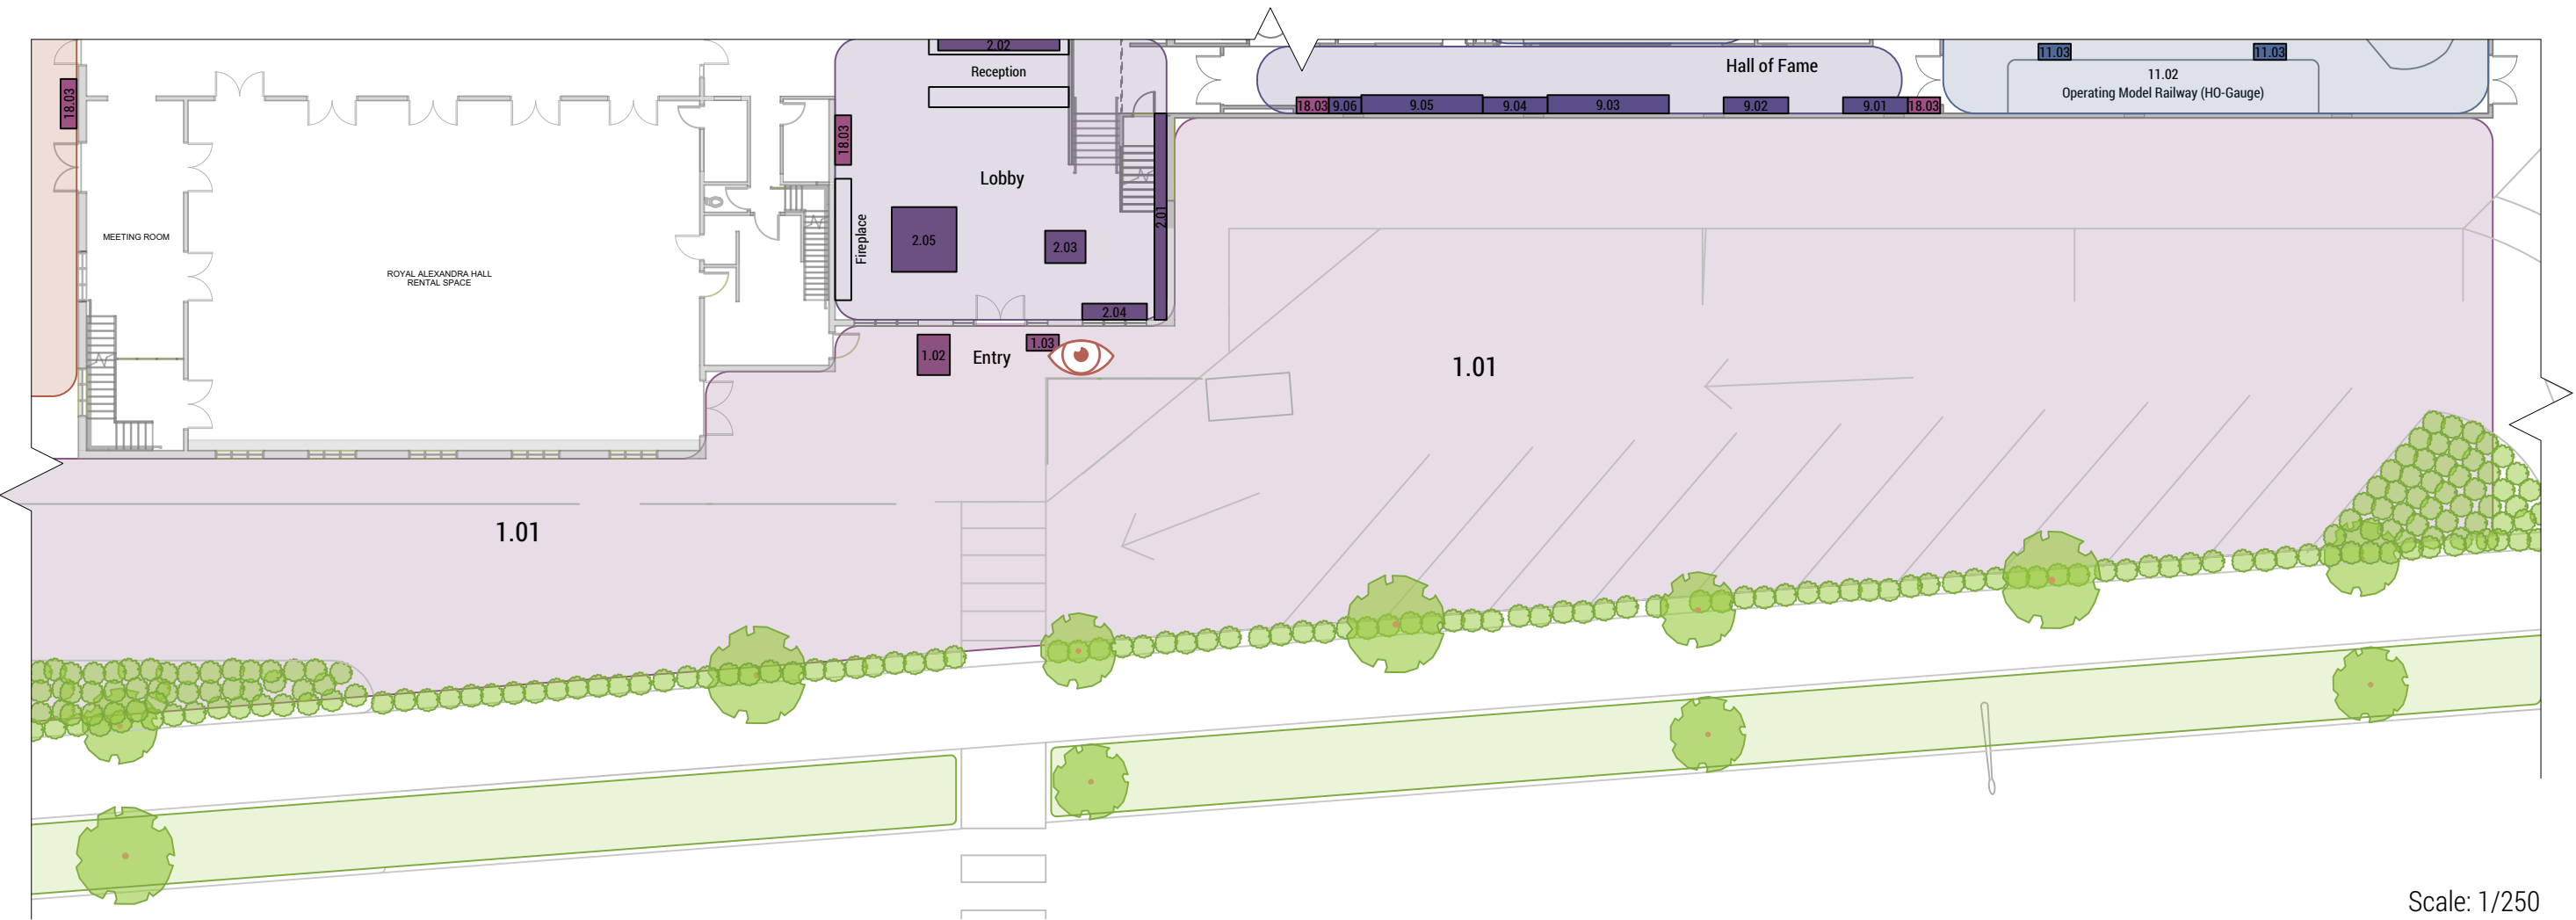 2.02
Reception
Hall of Fame
11.03
11.03
11.02
Operating Model Railway (HO-Gauge)
18.03
18.03
9.06
9.05
9.04
9.03
9.02
9.01
18.03
18.03
Lobby
2.01
MEETING ROOM
ROYAL ALEXANDRA HALL
RENTAL SPACE
Fireplace
2.05
2.03
2.04
1.02
Entry
1.03
1.01
1.01
Scale: 1/250